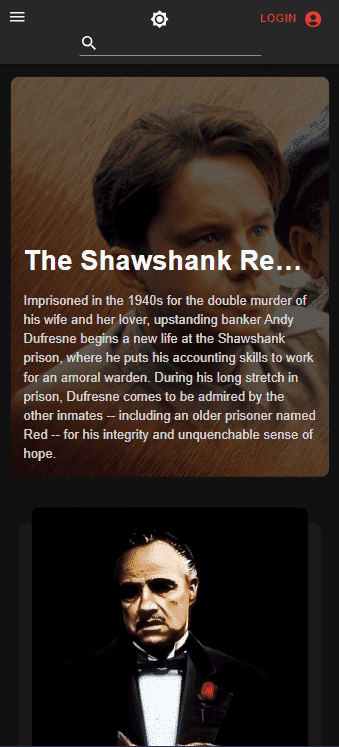 LOGIN
The Shawshank Re...
Imprisoned in the 1940s for the double murder of
his wife and her lover, upstanding banker Andy
Dufresne begins a new life at the Shawshank
prison, where he puts his accounting skills to work
for an amoral warden. During his long stretch in
prison, Dufresne comes to be admired by the
other inmates -- including an older prisoner named
Red -- for his integrity and unquenchable sense of
hope.